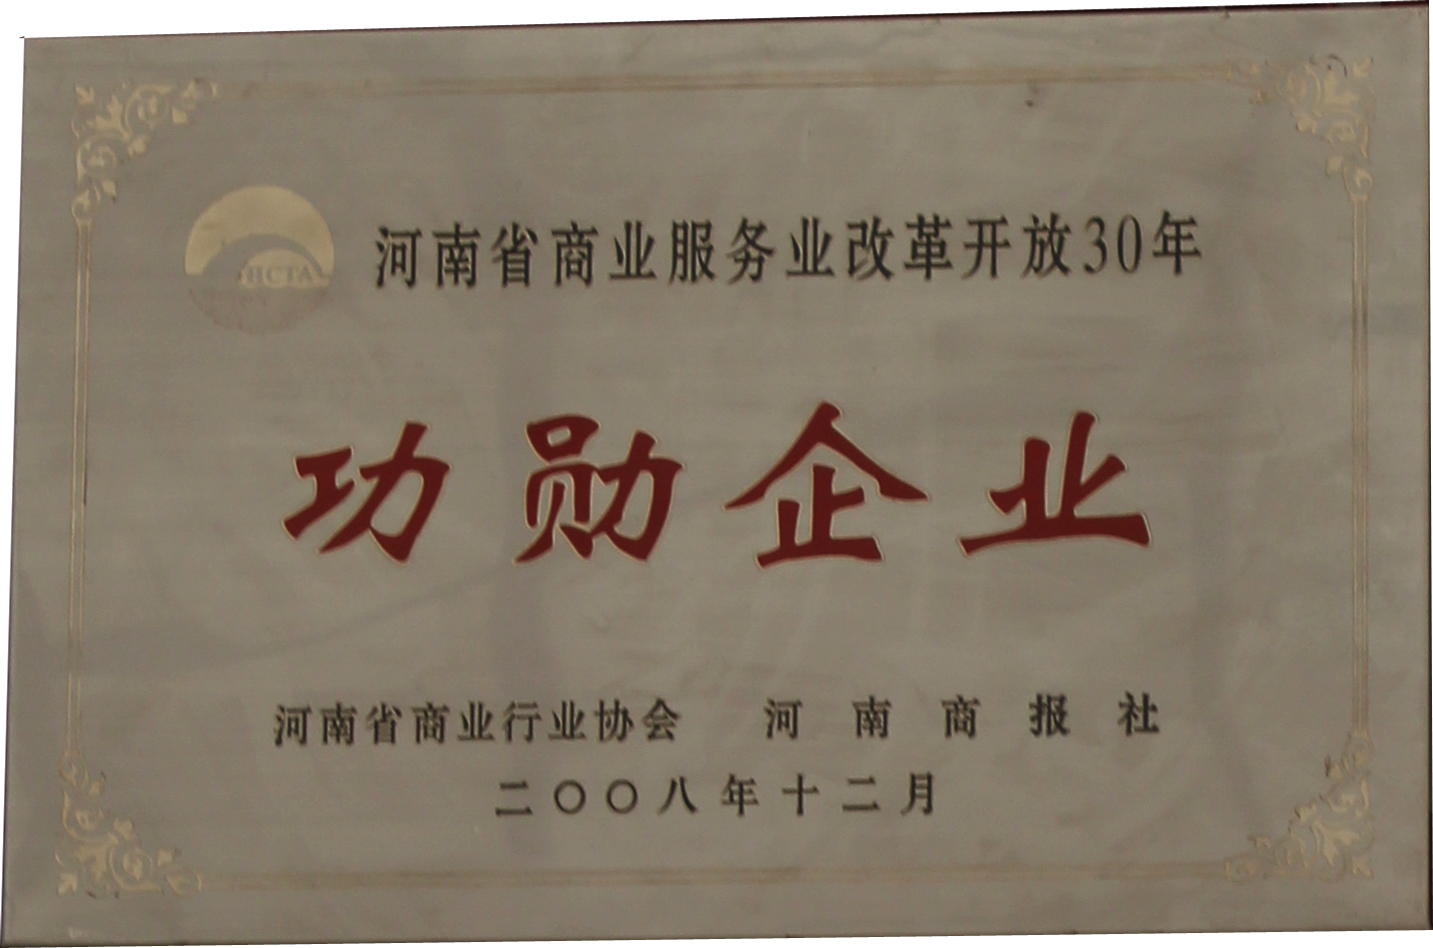 HCTA
河南省商业服务业改革开放30年
功勋企业
河南省商业行业协会 河南商报社
二〇〇八年十二月